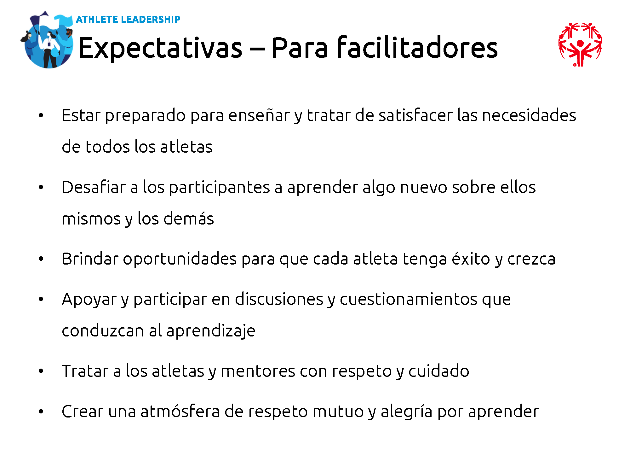 ATHLETE LEADERSHIP
Expectativas – Para facilitadores
• Estar preparado para enseñar y tratar de satisfacer las necesidades
de todos los atletas
• Desafiar a los participantes a aprender algo nuevo sobre ellos
mismos y los demás
• Brindar oportunidades para que cada atleta tenga éxito y crezca
• Apoyar y participar en discusiones y cuestionamientos que
conduzcan al aprendizaje
• Tratar a los atletas y mentores con respeto y cuidado
• Crear una atmósfera de respeto mutuo y alegría por aprender